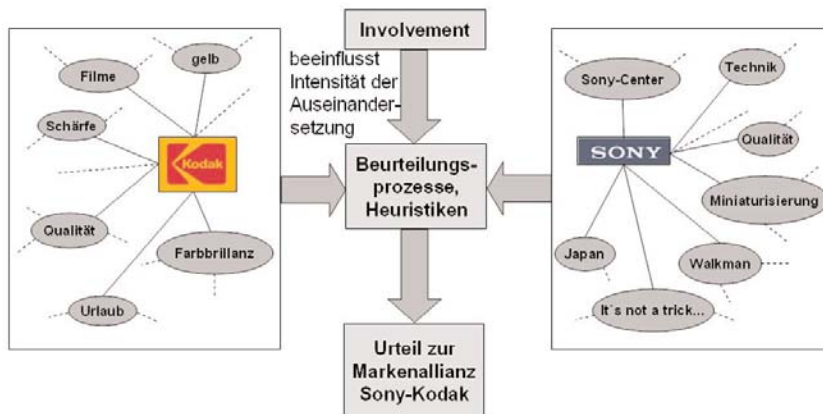 gelb
Filme
Schärfe
Kodak
Qualität
Farbbrillanz
Urlaub
Involvement
beeinflusst
Intensität der
Auseinander-
setzung
Beurteilungs-
prozesse,
Heuristiken
Urteil zur
Markenallianz
Sony-Kodak
Sony-Center
Technik
Qualität
SONY
Miniaturisierung
Japan
Walkman
It´s not a trick...